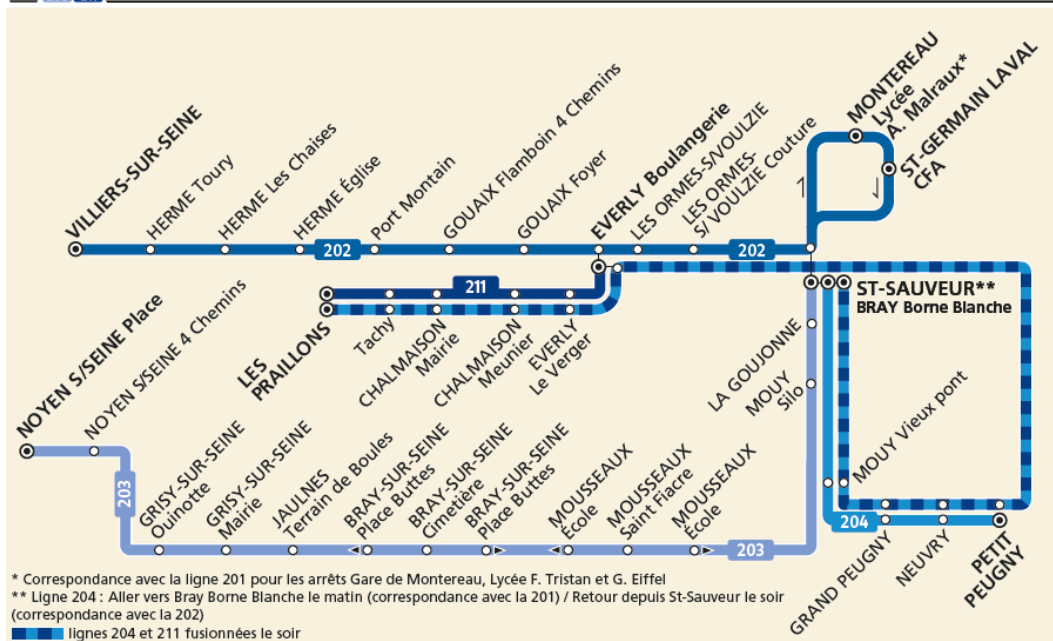 VILLIERS-SUR-SEINE
HERME Toury
HERME Les Chaises
HERME Église
Port Montain
GOUAIX Flamboin 4 Chemins
GOUAIX Foyer
EVERLY Boulangerie
LES ORMES-S/VOULZIE
LES ORMES-
S/ VOULZIE Couture
MONTEREAU
Lycée
A. Malraux*
ST-GERMAIN LAVAL
CFA
202
202
211
LES
PRAILLONS
Tachy
CHALMAISON
Mairie
CHALMAISON
Meunier
EVERLY
Le Verger
ST-SAUVEUR**
BRAY Borne Blanche
LA GOUJONNE
MOUY
Silo
MOUY Vieux pont
NOYEN S/SEINE Place
NOYEN S/SEINE 4 Chemins
203
GRISY-SUR-SEINE
Quinotte
GRISY-SUR-SEINE
Mairie
JAULNES
Terrain de Boules
BRAY-SUR-SEINE
Place Buttes
BRAY-SUR-SEINE
Cimetière
BRAY-SUR-SEINE
Place Buttes
MOUSSEAUX
École
MOUSSEAUX
Saint Fiacre
MOUSSEAUX
École
203
204
GRAND PEUGNY
NEUVRY
PETIT
PEUGNY
* Correspondance avec la ligne 201 pour les arrêts Gare de Montereau, Lycée F. Tristan et G. Eiffel
** Ligne 204 : Aller vers Bray Borne Blanche le matin (correspondance avec la 201) / Retour depuis St-Sauveur le soir
(correspondance avec la 202)
lignes 204 et 211 fusionnées le soir